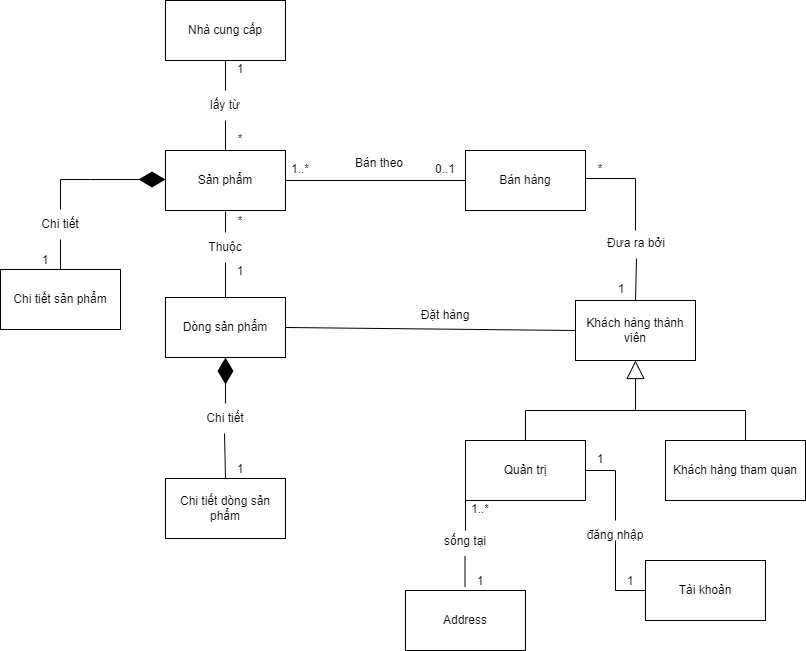 Nhà cung cấp
1
lấy từ
*
Sản phẩm
1..*
Bán theo
0..1
Bán hàng
*
Chi tiết
1
Chi tiết sản phẩm
*
Thuộc
1
Đưa ra bởi
1
Dòng sản phẩm
Đặt hàng
Khách hàng thành
viên
Chi tiết
1
Chi tiết dòng sản
phẩm
Quản trị
1
Khách hàng tham quan
1..*
sống tại
1
đăng nhập
1
Address
Tài khoản